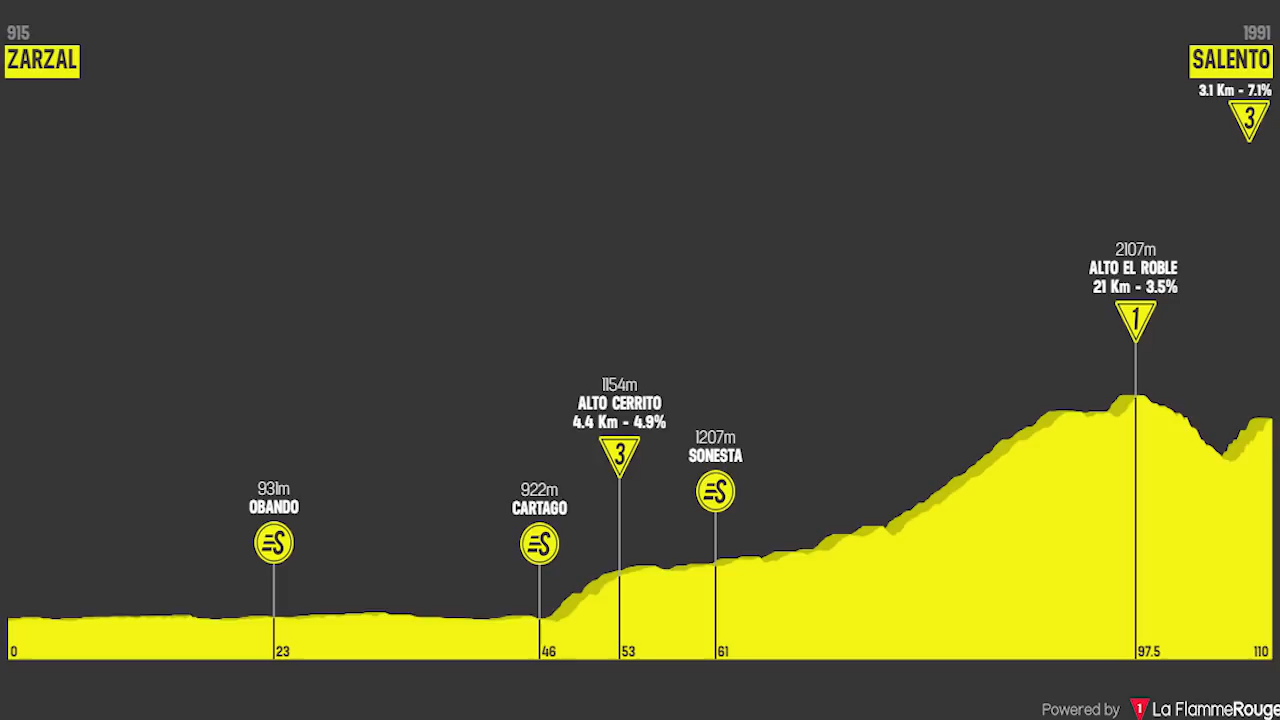 915
ZARZAL
1991
SALENTO
3.1 Km - 7.1%
3
2107m
ALTO EL ROBLE
21 Km - 3.5%
1
1154m
ALTO CERRITO
4.4 Km - 4.9%
3
1207m
SONESTA
S
931m
OBANDO
S
922m
CARTAGO
S
0
23
46
53
61
97.5
110
Powered by 1 La FlammeRouge